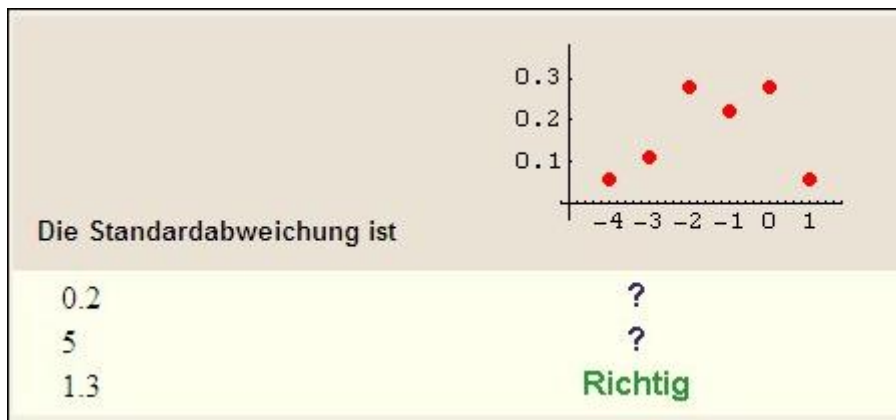 0.3
0.2
0.1
-4 -3 -2 -1 0 1
Die Standardabweichung ist
0.2 ?
5 ?
1.3 Richtig